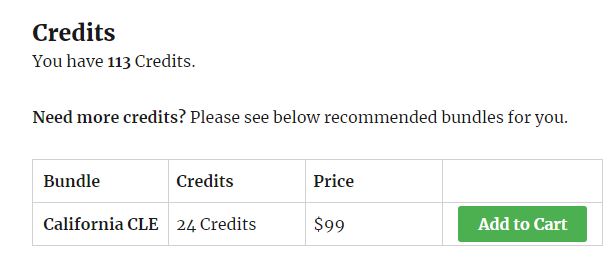 Credits
You have 113 Credits.
Need more credits? Please see below recommended bundles for you.
Bundle Credits Price
California CLE 24 Credits $99 Add to Cart